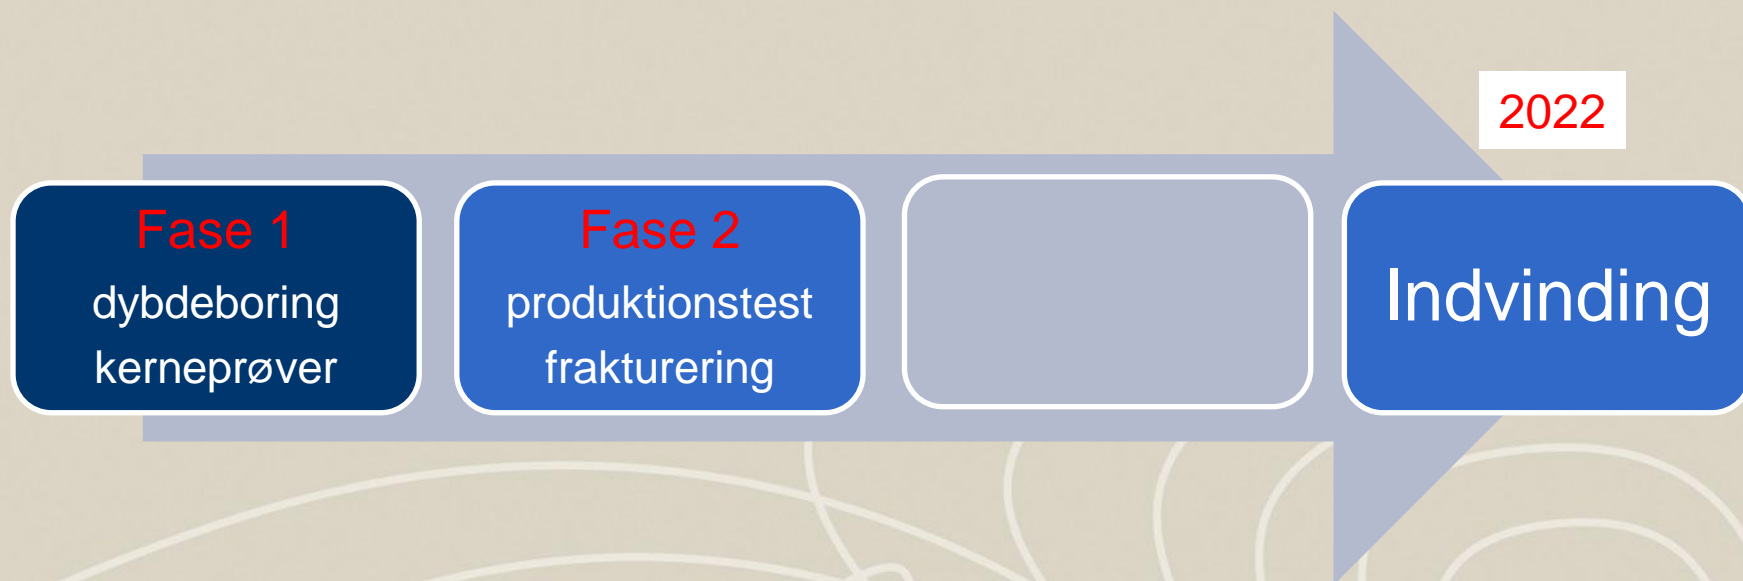 2022
Fase 1
dybdeboring
kerneprøver
Fase 2
produktionstest
frakturering
Indvinding